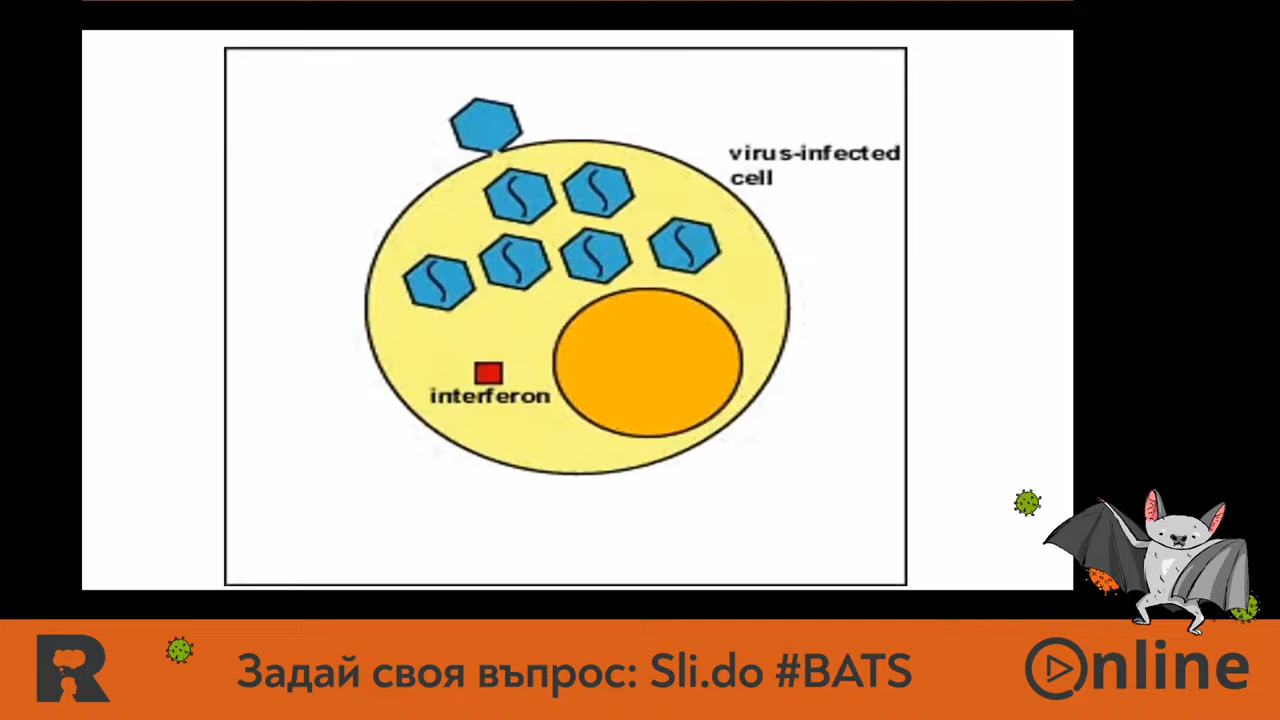 virus-infected
cell
interferon
R
Задай своя въпрос: Sli.do #BATS
Online